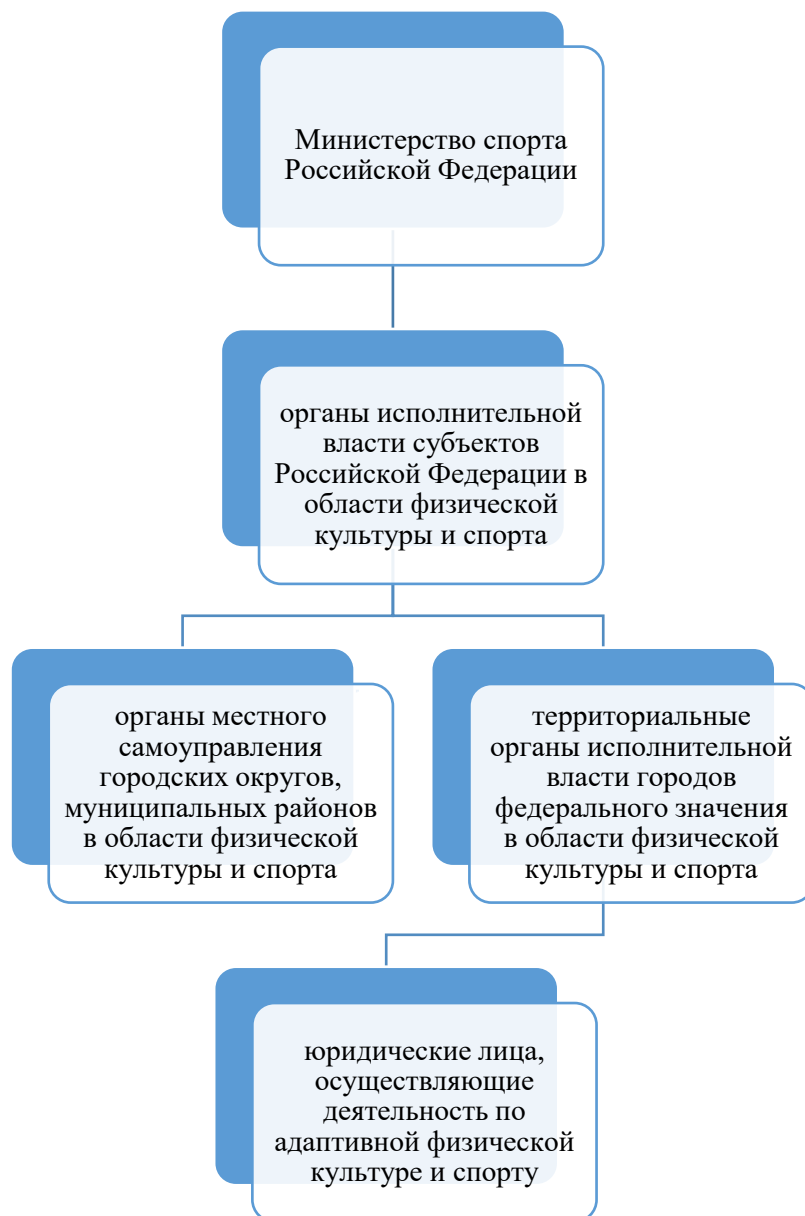 Министерство спорта
Российской Федерации
органы исполнительной
власти субъектов
Российской Федерации в
области физической
культуры и спорта
органы местного
самоуправления
городских округов,
муниципальных районов
в области физической
культуры и спорта
территориальные
органы исполнительной
власти городов
федерального значения
в области физической
культуры и спорта
юридические лица,
осуществляющие
деятельность по
адаптивной физической
культуре и спорту